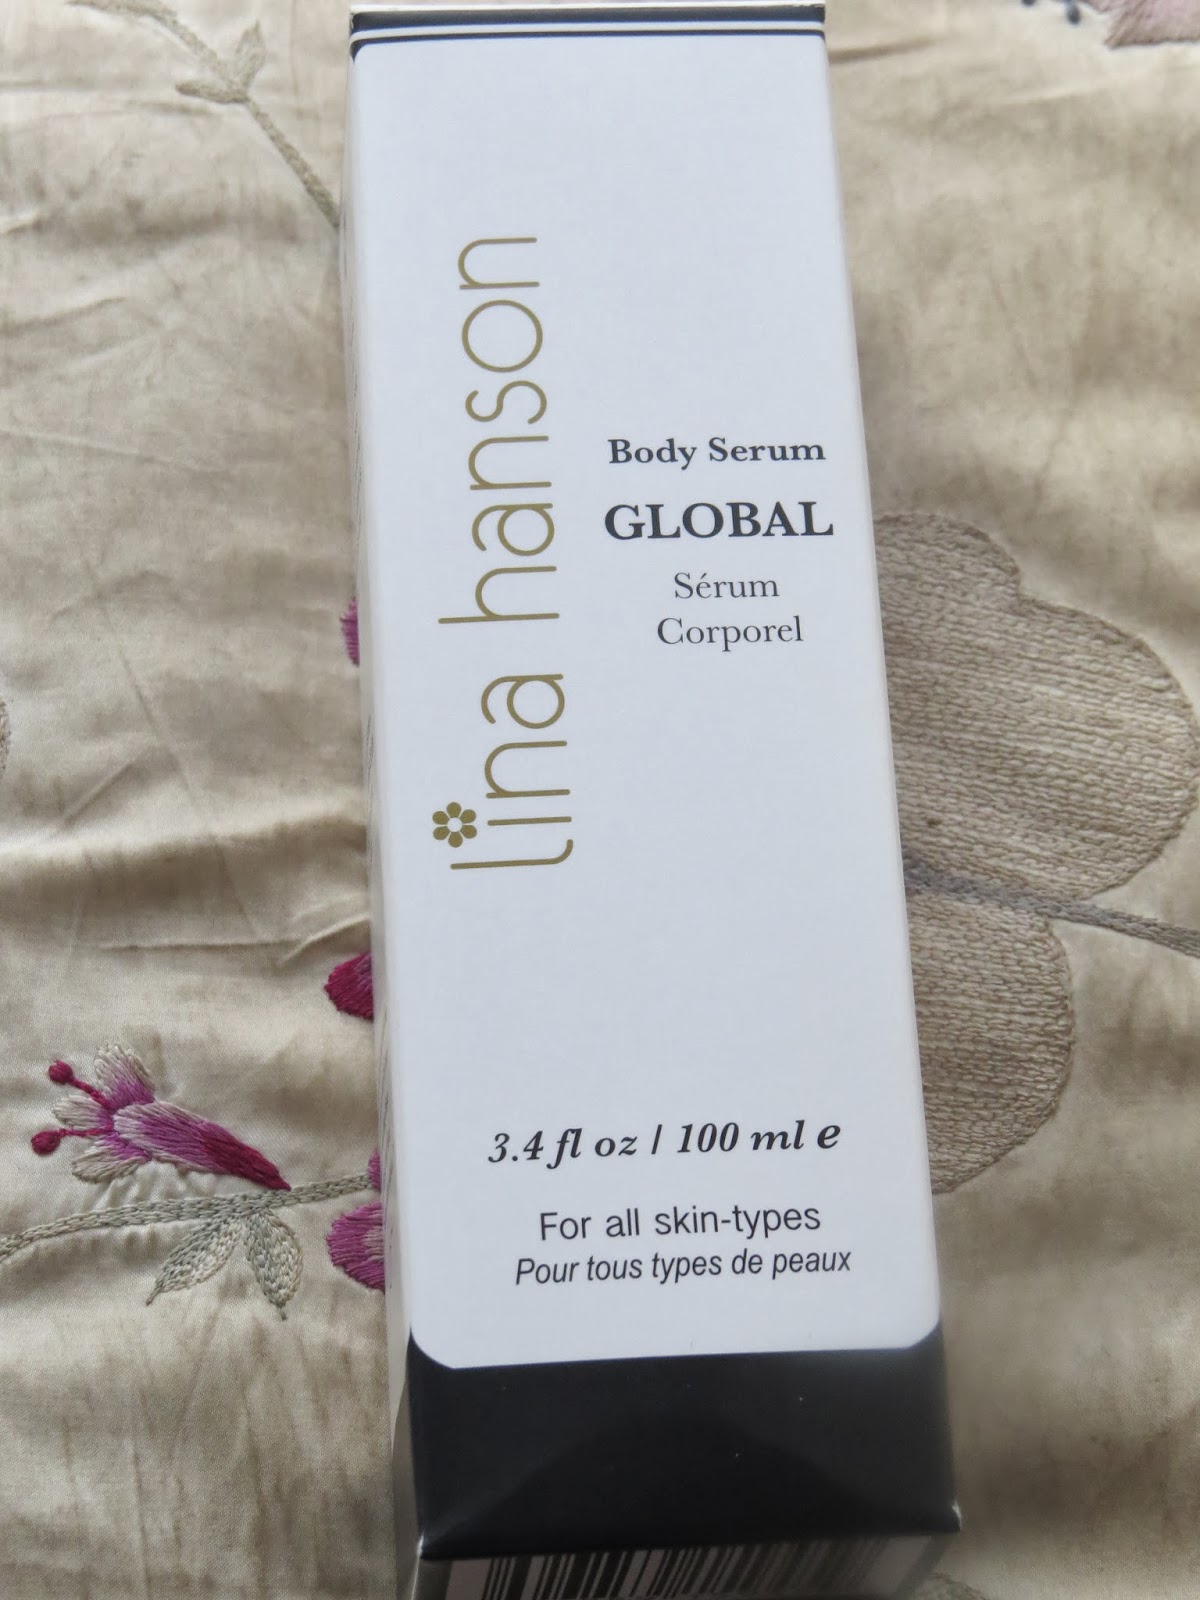 lina hanson
Body Serum
GLOBAL
Sérum
Corporel
3.4 fl oz / 100 ml e
For all skin-types
Pour tous types de peaux